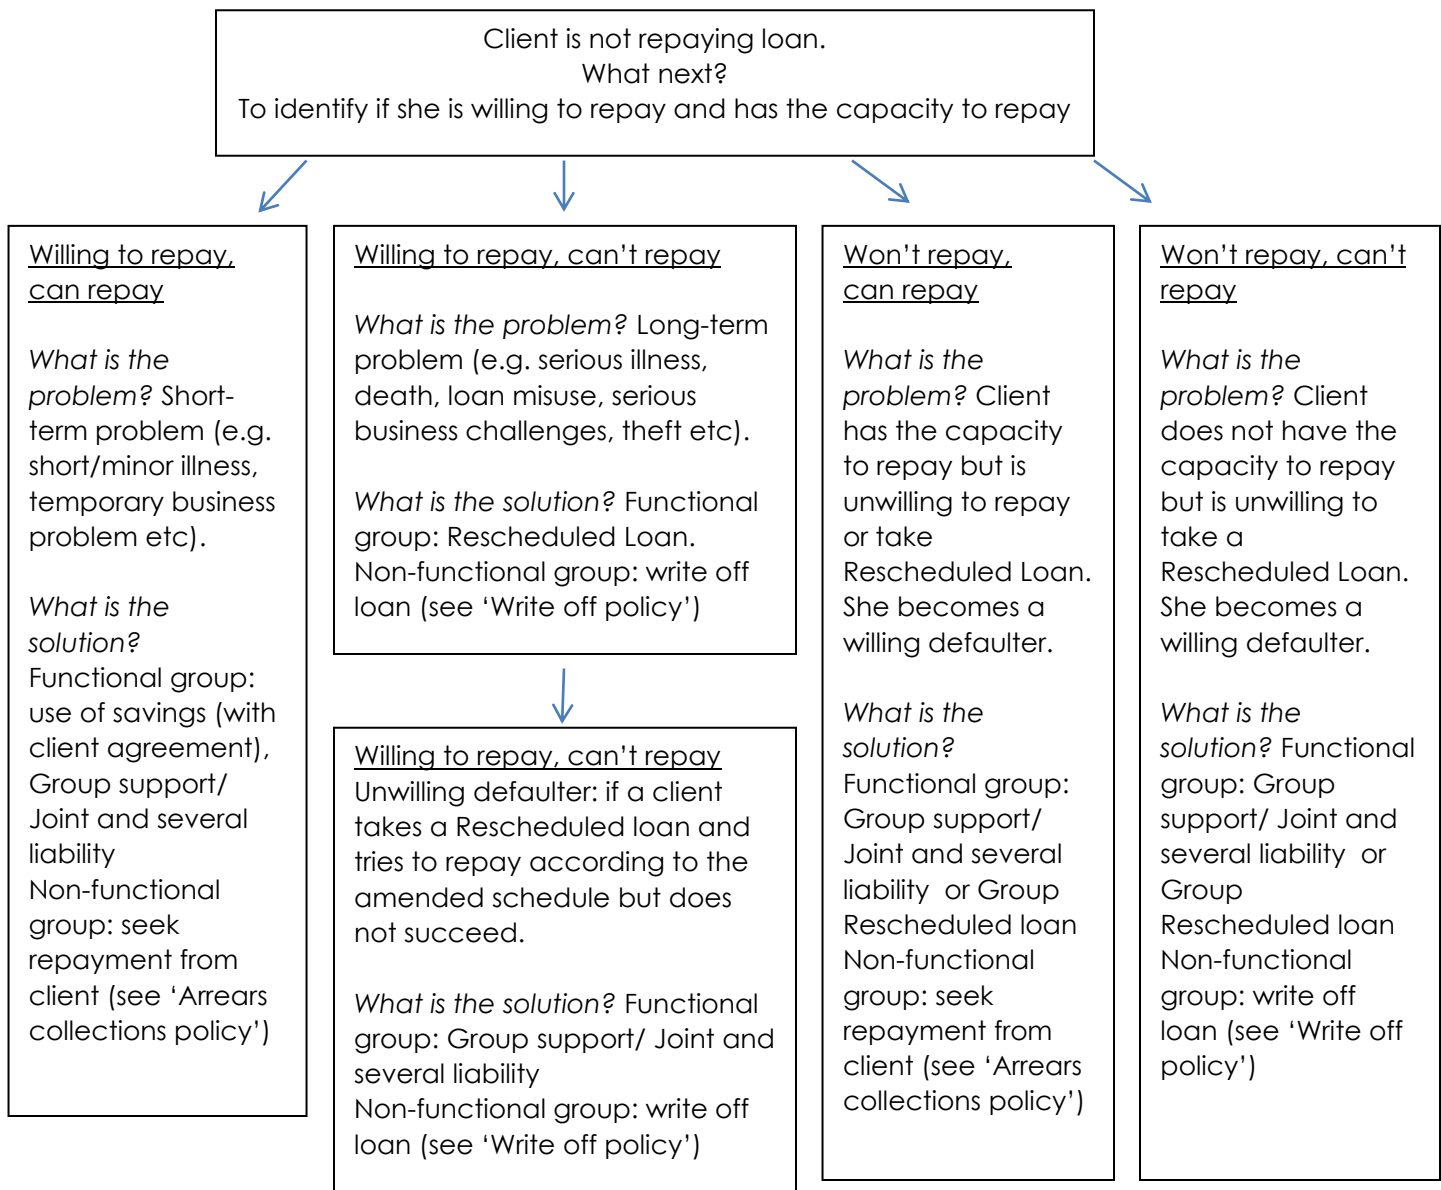 Client is not repaying loan.
What next?
To identify if she is willing to repay and has the capacity to repay
Willing to repay,
can repay
What is the
problem? Short-
term problem (e.g.
short/minor illness,
temporary business
problem etc).
What is the
solution?
Functional group:
use of savings (with
client agreement),
Group support/
Joint and several
liability
Non-functional
group: seek
repayment from
client (see ‘Arrears
collections policy’)
Willing to repay, can’t repay
What is the problem? Long-term
problem (e.g. serious illness,
death, loan misuse, serious
business challenges, theft etc).
What is the solution? Functional
group: Rescheduled Loan.
Non-functional group: write off
loan (see ‘Write off policy’)
Willing to repay, can’t repay
Unwilling defaulter: if a client
takes a Rescheduled loan and
tries to repay according to the
amended schedule but does
not succeed.
What is the solution? Functional
group: Group support/ Joint and
several liability
Non-functional group: write off
loan (see ‘Write off policy’)
Won’t repay,
can repay
What is the
problem? Client
has the capacity
to repay but is
unwilling to repay
or take
Rescheduled Loan.
She becomes a
willing defaulter.
What is the
solution?
Functional group:
Group support/
Joint and several
liability  or Group
Rescheduled loan
Non-functional
group: seek
repayment from
client (see ‘Arrears
collections policy’)
Won’t repay, can’t
repay
What is the
problem? Client
does not have the
capacity to repay
but is unwilling to
take a
Rescheduled Loan.
She becomes a
willing defaulter.
What is the
solution? Functional
group: Group
support/ Joint and
several liability  or
Group
Rescheduled loan
Non-functional
group: write off
loan (see ‘Write off
policy’)